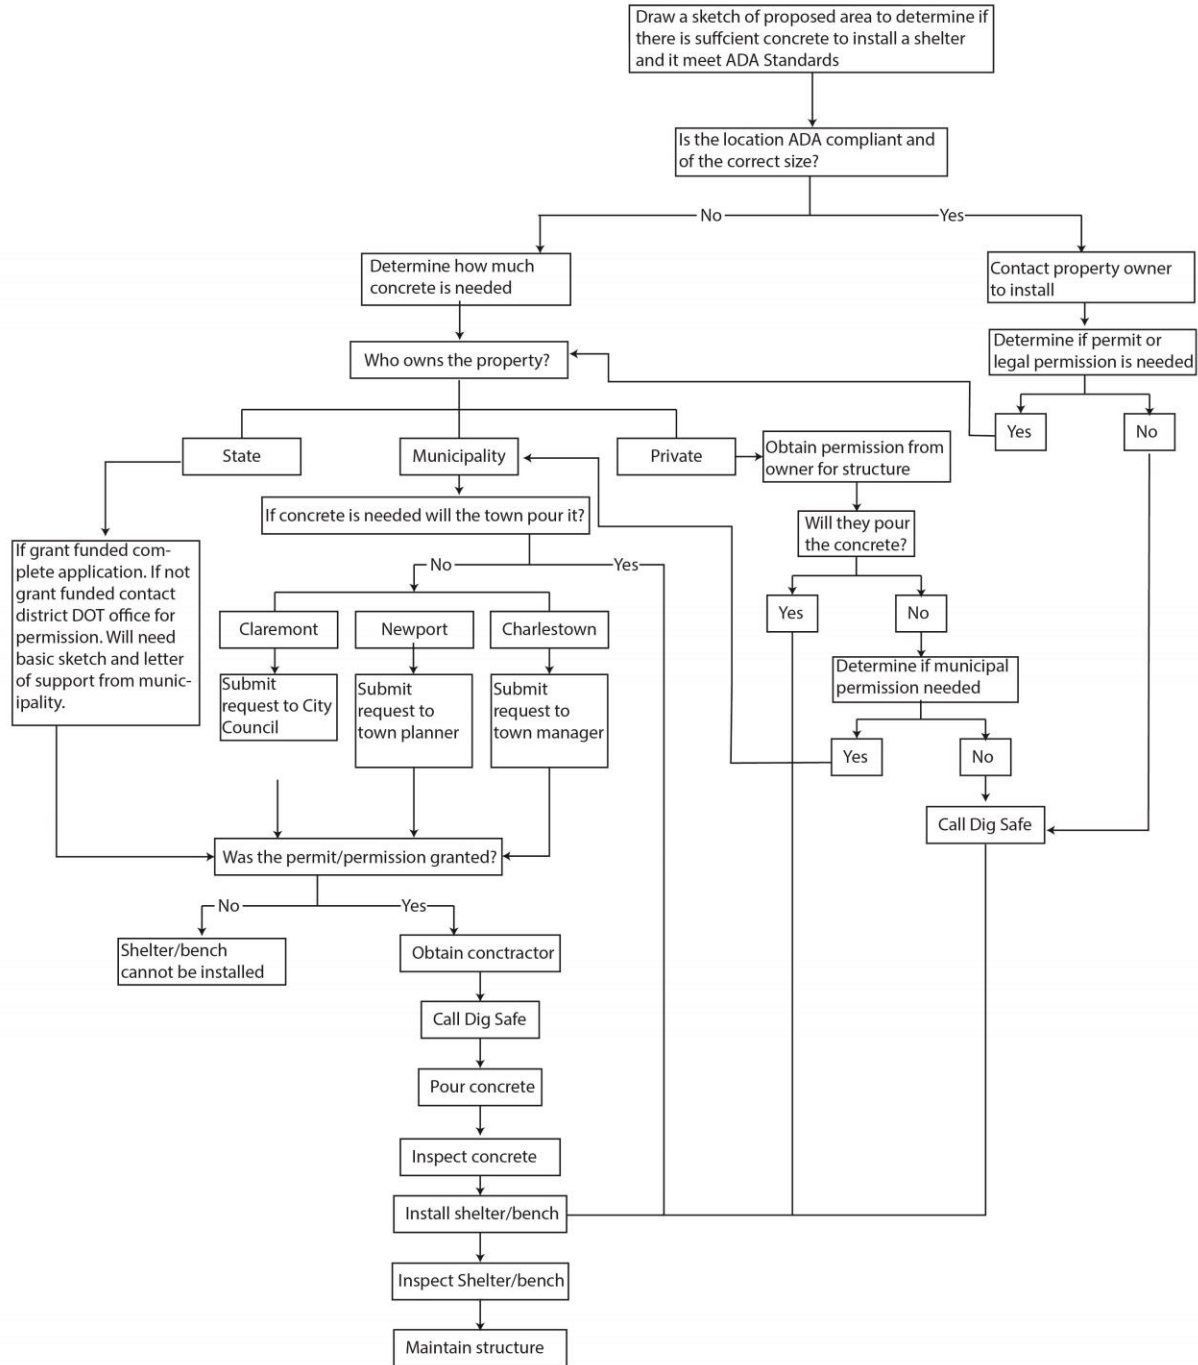 Draw a sketch of proposed area to determine if
there is suffcient concrete to install a shelter
and it meet ADA Standards
Is the location ADA compliant and
of the correct size?
No
Yes
Determine how much
concrete is needed
Contact property owner
to install
Who owns the property?
Determine if permit or
legal permission is needed
Yes
No
State
Municipality
Private
Obtain permission from
owner for structure
If concrete is needed will the town pour it?
Will they pour
the concrete?
If grant funded com-
plete application. If not
grant funded contact
district DOT office for
permission. Will need
basic sketch and letter
of support from munic-
ipality.
No
Yes
Yes
No
Claremont
Newport
Charlestown
Submit
request to City
Council
Submit
request to
town planner
Submit
request to
town manager
Determine if municipal
permission needed
Yes
No
Call Dig Safe
Was the permit/permission granted?
No
Yes
Shelter/bench
cannot be installed
Obtain conctractor
Call Dig Safe
Pour concrete
Inspect concrete
Install shelter/bench
Inspect Shelter/bench
Maintain structure